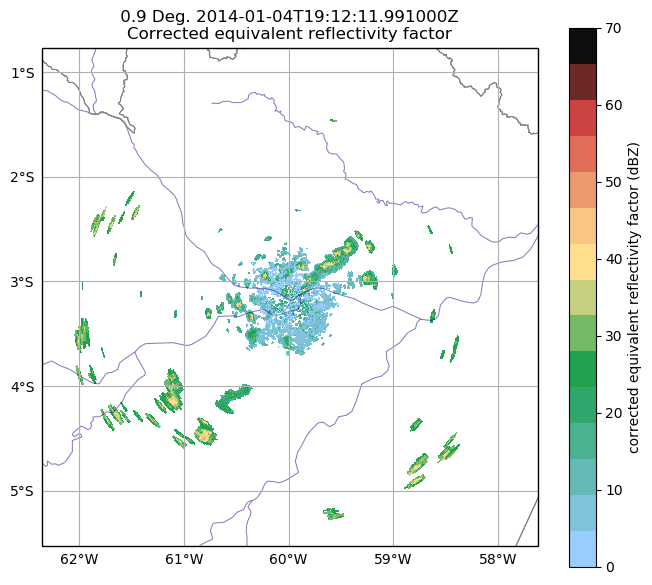 0.9 Deg. 2014-01-04T19:12:11.991000Z
Corrected equivalent reflectivity factor
1°S
2°S
3°S
4°S
5°S
62°W
61°W
60°W
59°W
58°W
70
60
50
40
30
20
10
0
corrected equivalent reflectivity factor (dBZ)